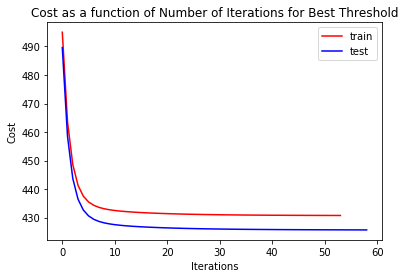 Cost as a function of Number of Iterations for Best Threshold
train
test
490
480
470
460
450
440
430
Cost
0
10
20
30
40
50
60
Iterations